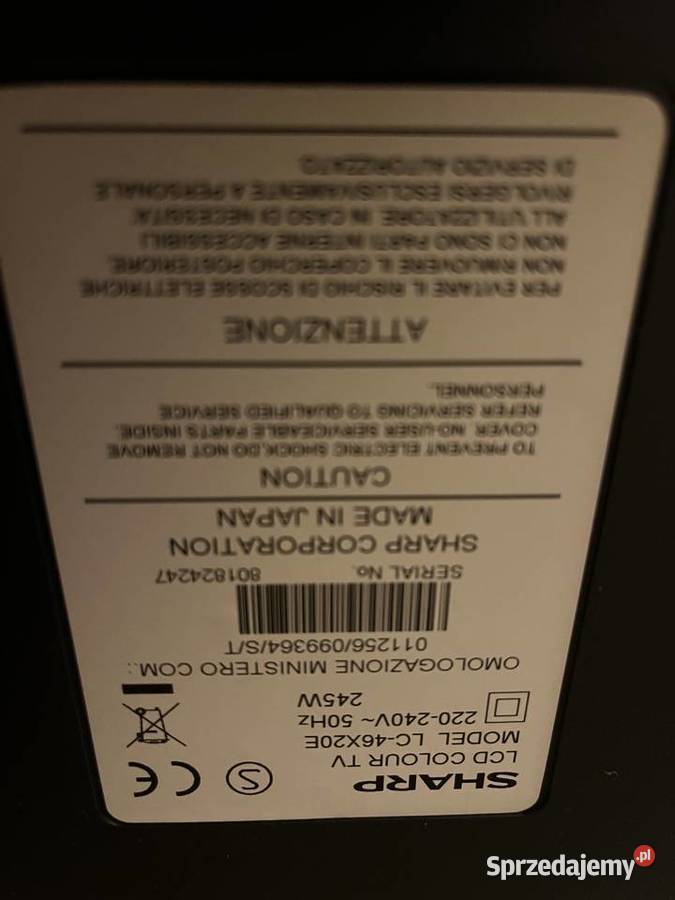 SHARP
LCD COLOUR TV
MODEL LC-46X20E
220-240V~ 50Hz
245W
OMOLOGAZIONE MINISTERO COM.:
011256/099364/S/T
SERIAL No. 801824247
SHARP CORPORATION
MADE IN JAPAN
CAUTION
TO PREVENT ELECTRIC SHOCK,DO NOT REMOVE
COVER. NO USER SERVICEABLE PARTS INSIDE.
REFER SERVICING TO QUALIFIED SERVICE
PERSONNEL.
ATTENZIONE
PER EVITARE IL RISCHIO DI SCOSSE ELETTRICHE
NON RIMUOVERE IL COPERCHIO POSTERIORE.
NON CI SONO PARTI INTERNE ACCESSIBILI
ALL'UTILIZZATORE. IN CASO DI NECESSITA'
RIVOLGERSI ESCLUSIVAMENTE A PERSONALE
DI SERVIZIO AUTORIZZATO.
S
CE
Sprzedajemy.pl